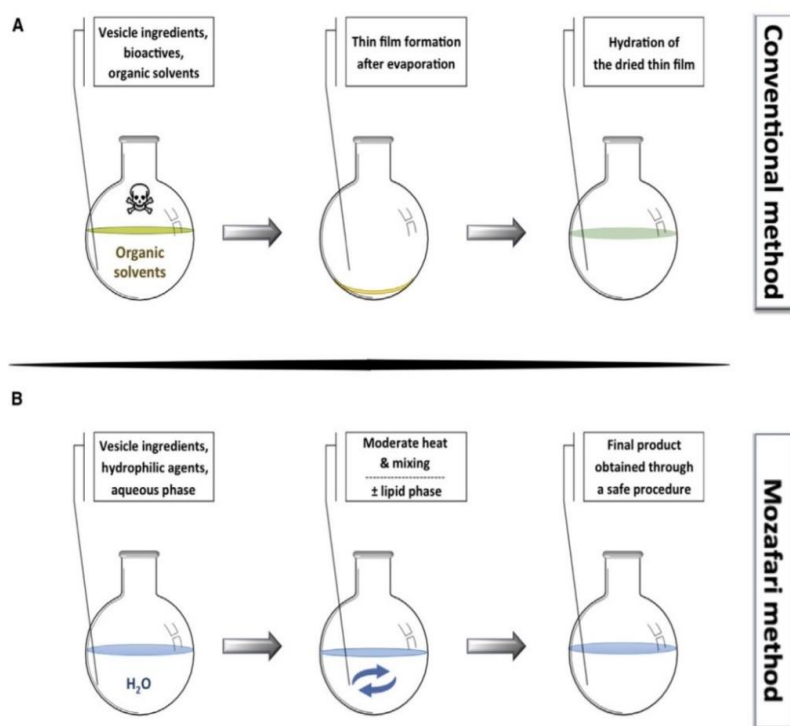 A
Vesicle ingredients,
bioactives,
organic solvents
Thin film formation
after evaporation
Hydration of
the dried thin film
Organic
solvents
Conventional method
B
Vesicle ingredients,
hydrophilic agents,
aqueous phase
Moderate heat
& mixing
± lipid phase
Final product
obtained through
a safe procedure
H₂O
Mozafari method